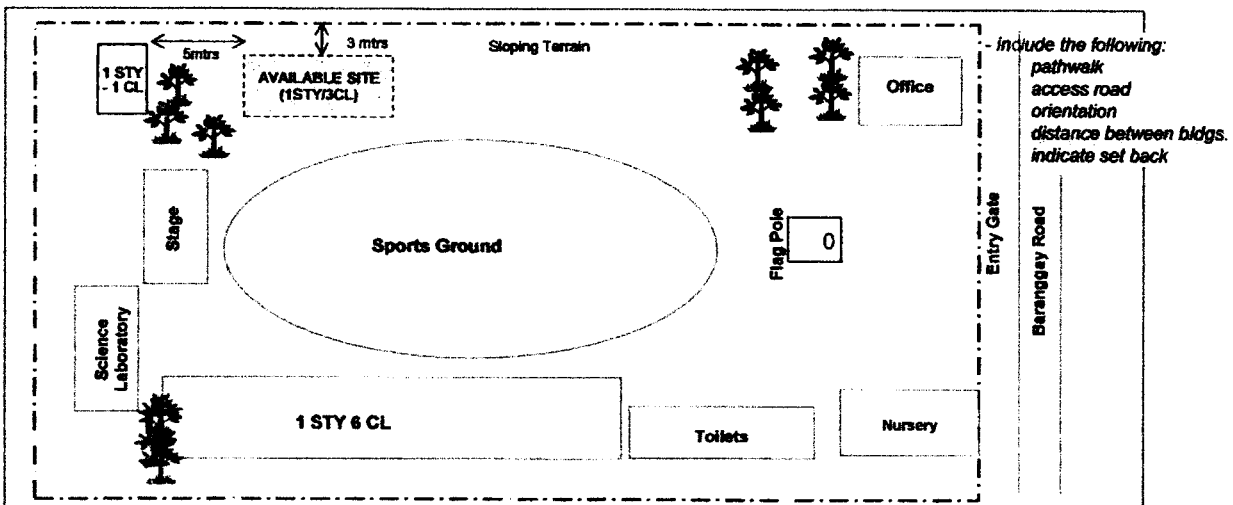 3 mtrs
Sloping Terrain
5mtrs
1 STY
- 1 CL
AVAILABLE SITE
(1STY/3CL)
Office
- include the following:
pathwalk
access road
orientation
distance between bldgs.
indicate set back
Stage
Sports Ground
Flag Pole
0
Entry Gate
Baranggay Road
Science
Laboratory
1 STY 6 CL
Toilets
Nursery